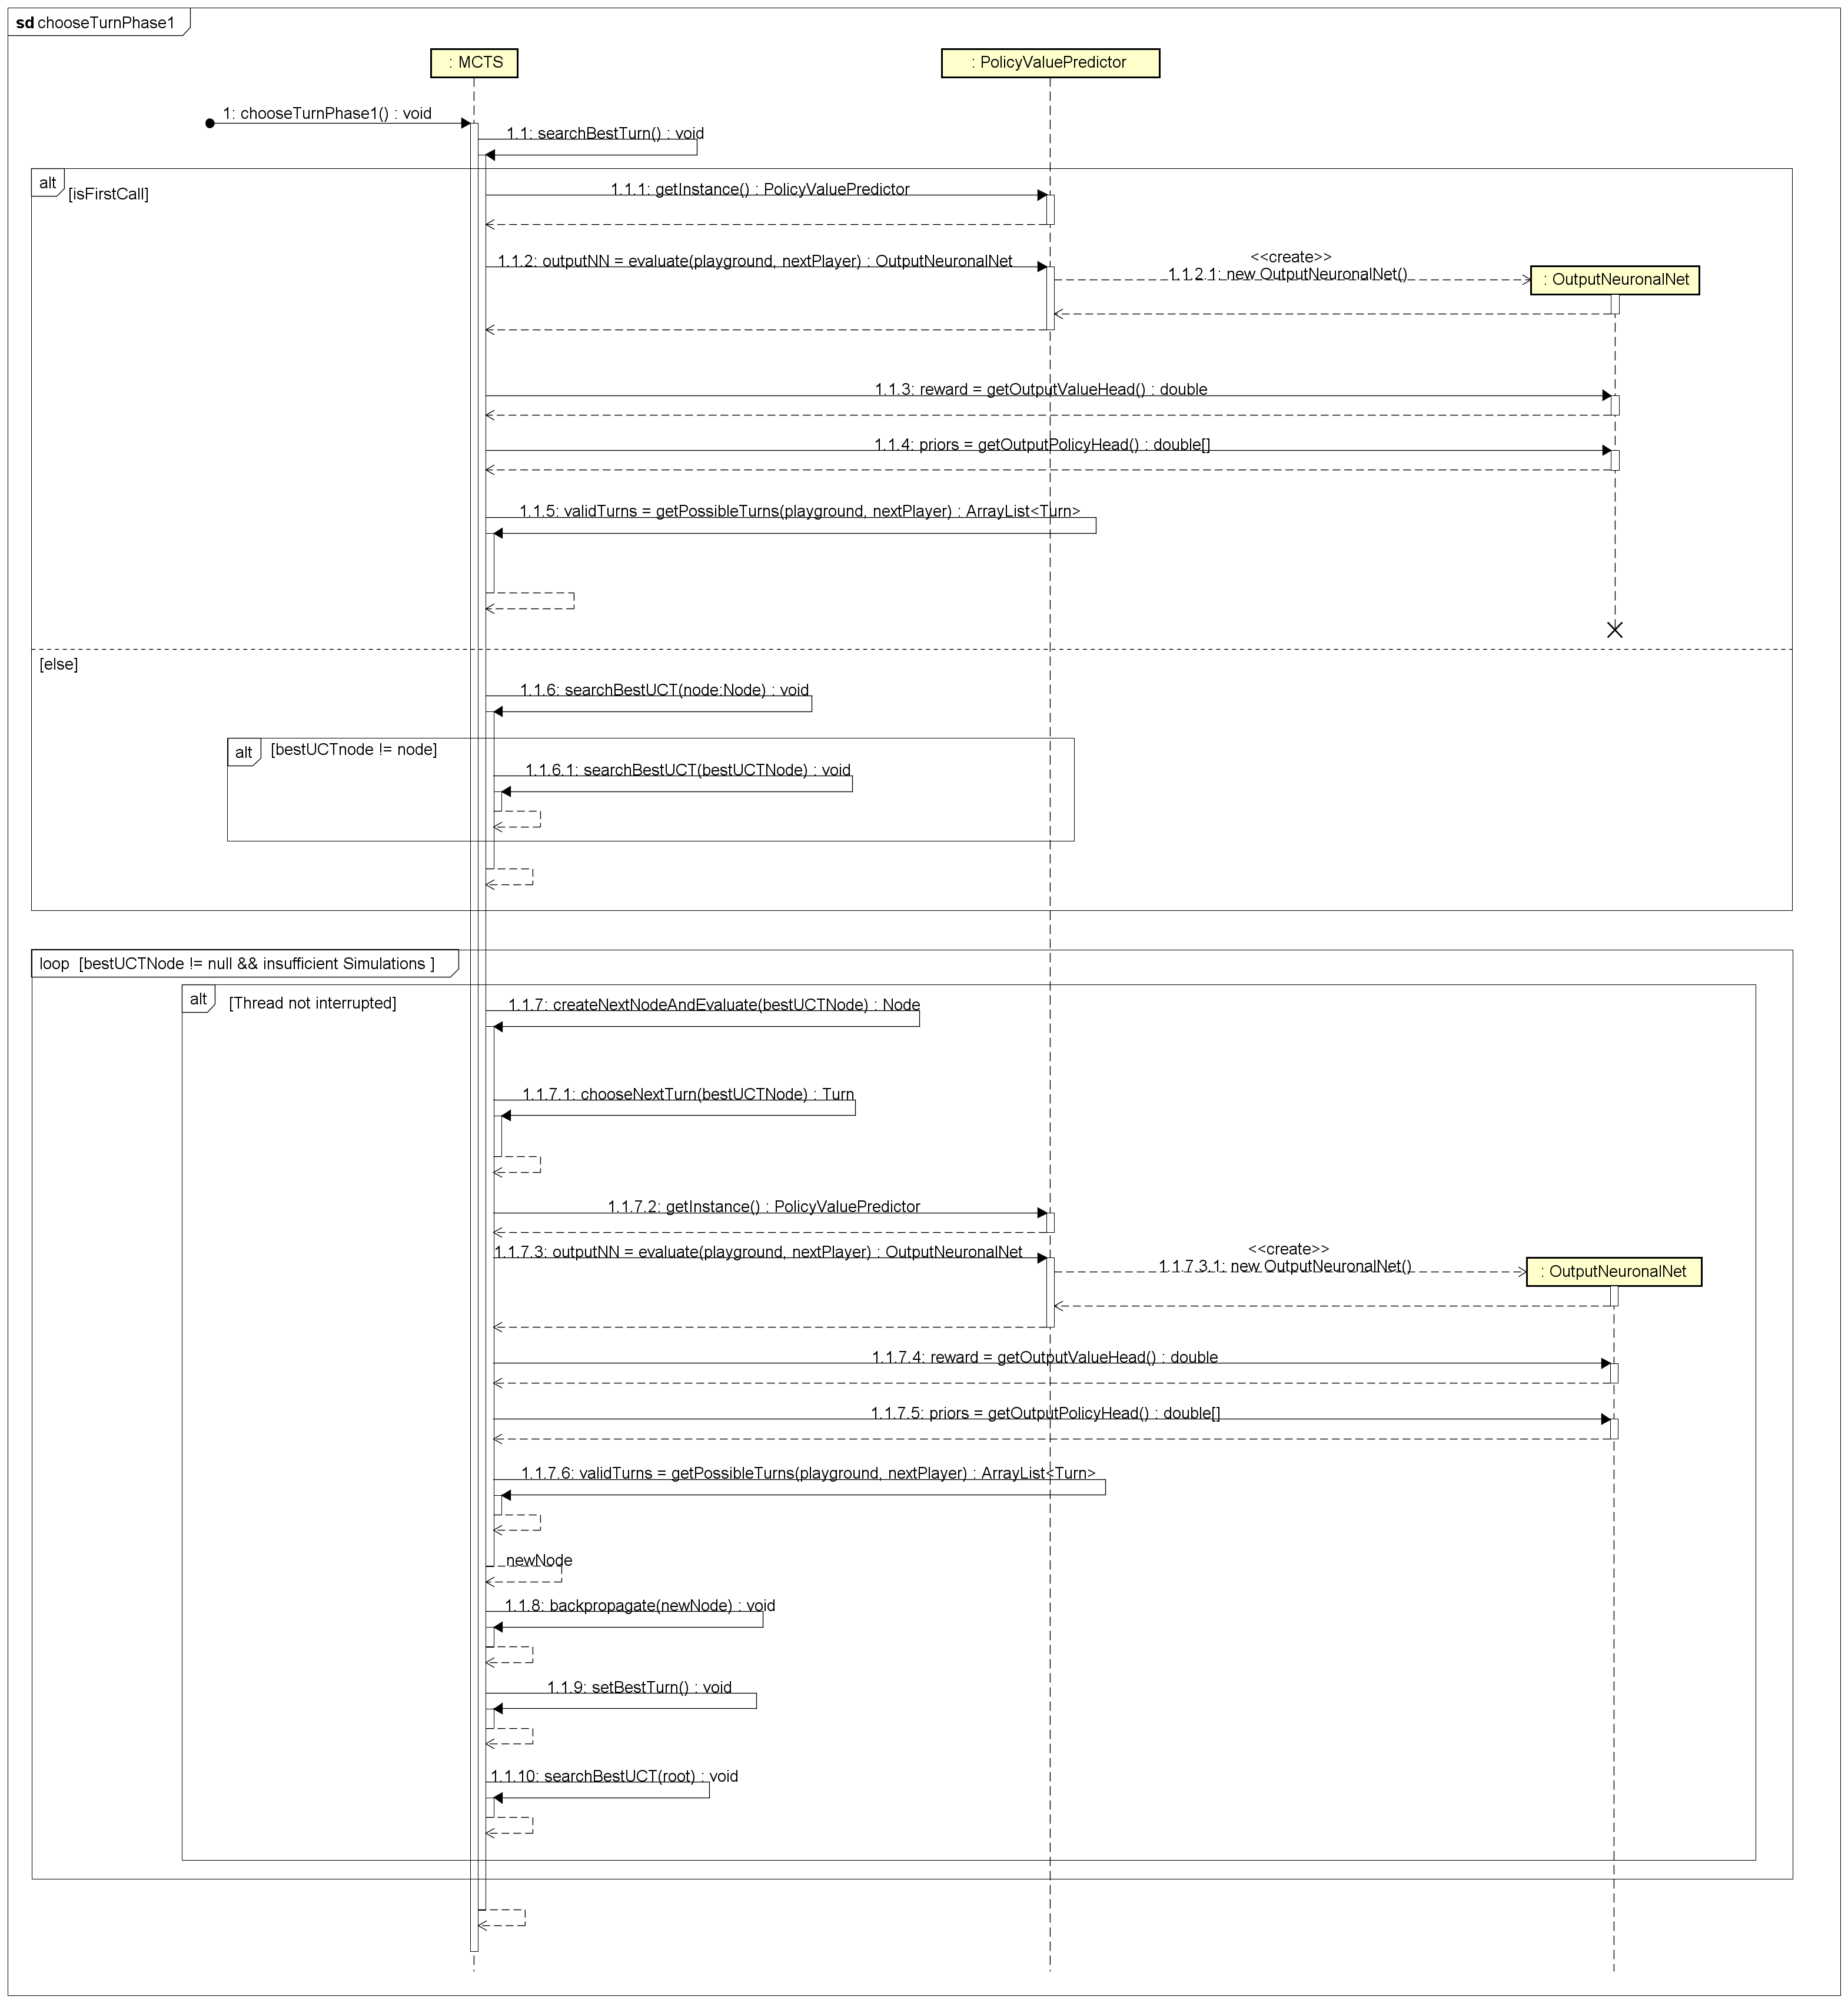 sd chooseTurnPhase1
: MCTS
: PolicyValuePredictor
1: chooseTurnPhase1() : void
1.1: searchBestTurn() : void
alt
[isFirstCall]
1.1.1: getInstance() : PolicyValuePredictor
1.1.2: outputNN = evaluate(playground, nextPlayer) : OutputNeuronalNet
<<create>>
1.1.2.1: new OutputNeuronalNet()
: OutputNeuronalNet
1.1.3: reward = getOutputValueHead() : double
1.1.4: priors = getOutputPolicyHead() : double[]
1.1.5: validTurns = getPossibleTurns(playground, nextPlayer) : ArrayList<Turn>
[else]
1.1.6: searchBestUCT(node:Node) : void
alt
[bestUCTnode != node]
1.1.6.1: searchBestUCT(bestUCTNode) : void
loop [bestUCTNode != null && insufficient Simulations ]
alt
[Thread not interrupted]
1.1.7: createNextNodeAndEvaluate(bestUCTNode) : Node
1.1.7.1: chooseNextTurn(bestUCTNode) : Turn
1.1.7.2: getInstance() : PolicyValuePredictor
1.1.7.3: outputNN = evaluate(playground, nextPlayer) : OutputNeuronalNet
<<create>>
1.1.7.3.1: new OutputNeuronalNet()
: OutputNeuronalNet
1.1.7.4: reward = getOutputValueHead() : double
1.1.7.5: priors = getOutputPolicyHead() : double[]
1.1.7.6: validTurns = getPossibleTurns(playground, nextPlayer) : ArrayList<Turn>
newNode
1.1.8: backpropagate(newNode) : void
1.1.9: setBestTurn() : void
1.1.10: searchBestUCT(root) : void